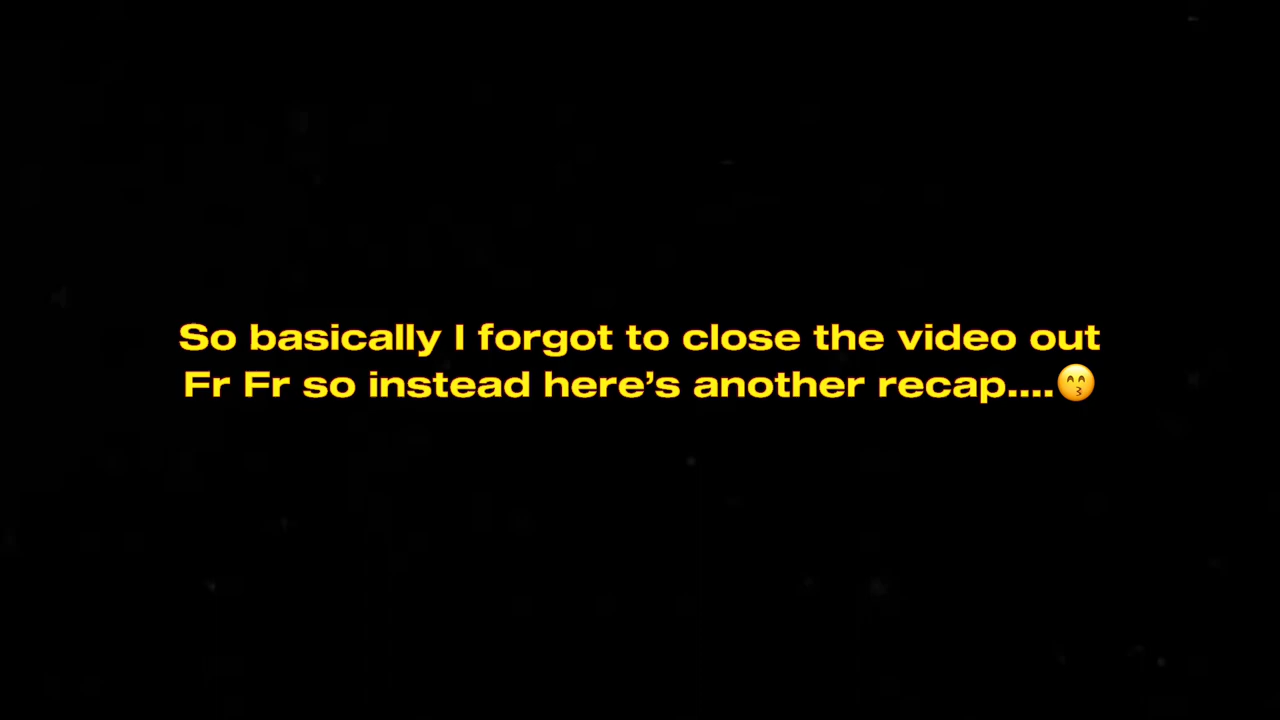 So basically I forgot to close the video out
Fr Fr so instead here’s another recap....😙